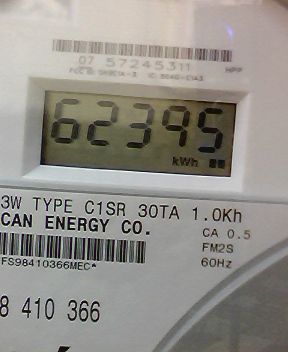 07 57245311
HPP
62395
kWh
3W TYPE C1SR 30TA 1.0Kh
CAN ENERGY CO.
CA 0.5
FM2S
60Hz
FS98410366MEC*
8 410 366